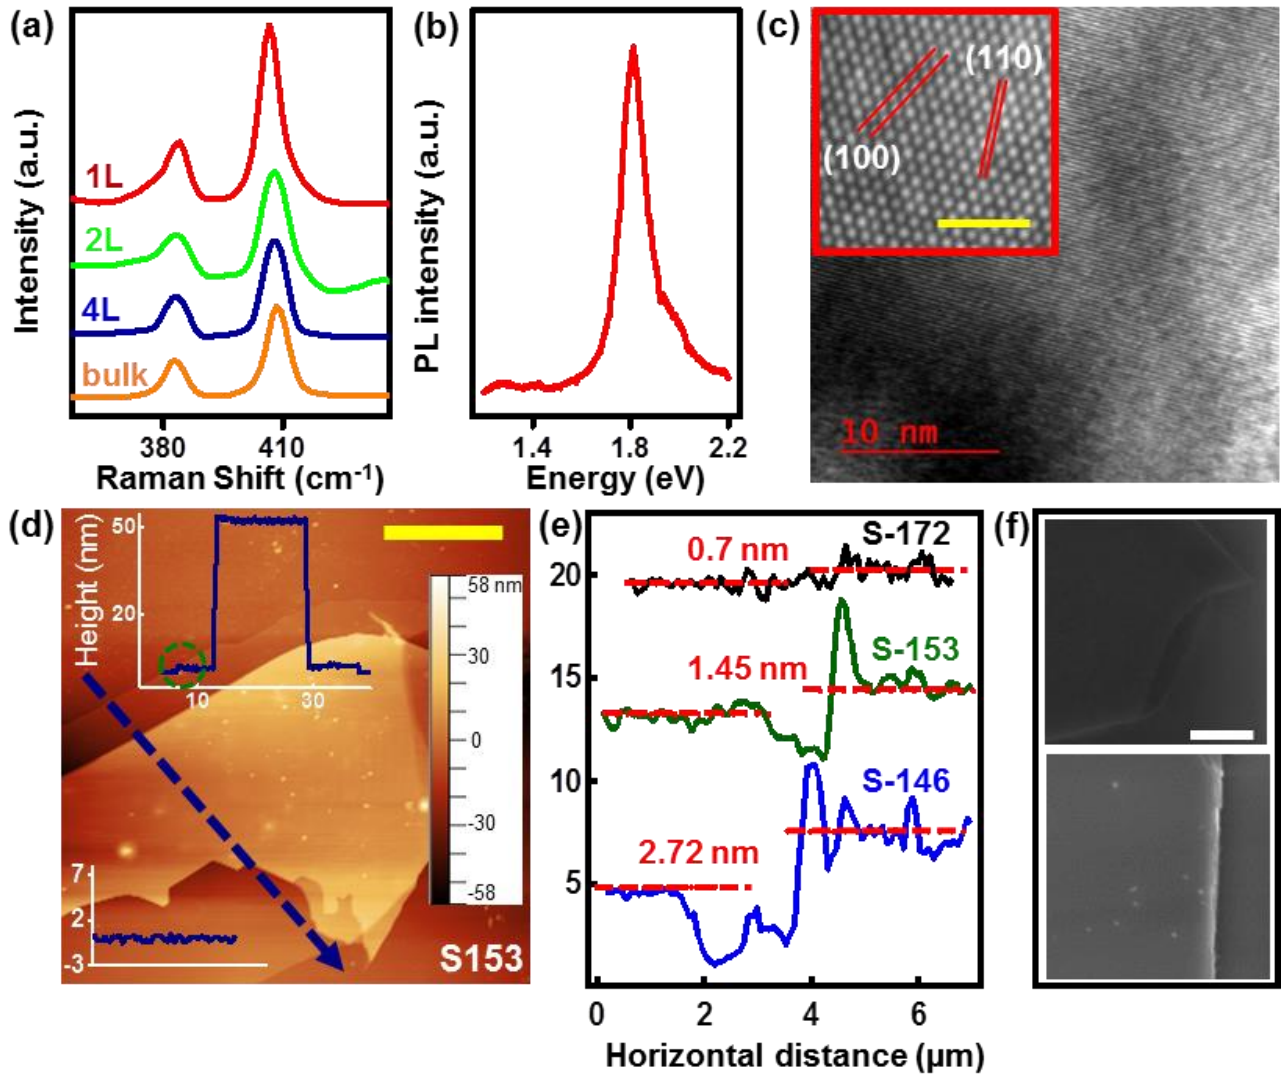 (a)
Intensity (a.u.)
1L
2L
4L
bulk
380 410
Raman Shift (cm-1)
(b)
PL intensity (a.u.)
1.4 1.8 2.2
Energy (eV)
(c)
(110)
(100)
10 nm
(d)
Height (nm)
50
20
10 30
58 nm
30
0
-30
-58
7
2
-3
S153
(e)
S-172
0.7 nm
20
S-153
1.45 nm
15
10
S-146
2.72 nm
5
0 2 4 6
Horizontal distance (µm)
(f)